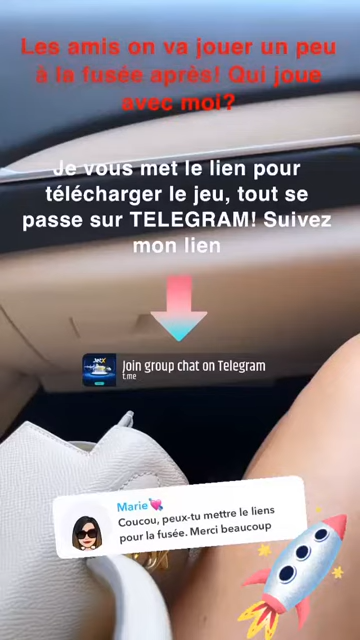 Les amis on va jouer un peu
à la fusée après! Qui joue
avec moi?
Je vous met le lien pour
télécharger le jeu, tout se
passe sur TELEGRAM! Suivez
mon lien
JetX
Join group chat on Telegram
t.me
Marie💘
Coucou, peux-tu mettre le liens
pour la fusée. Merci beaucoup